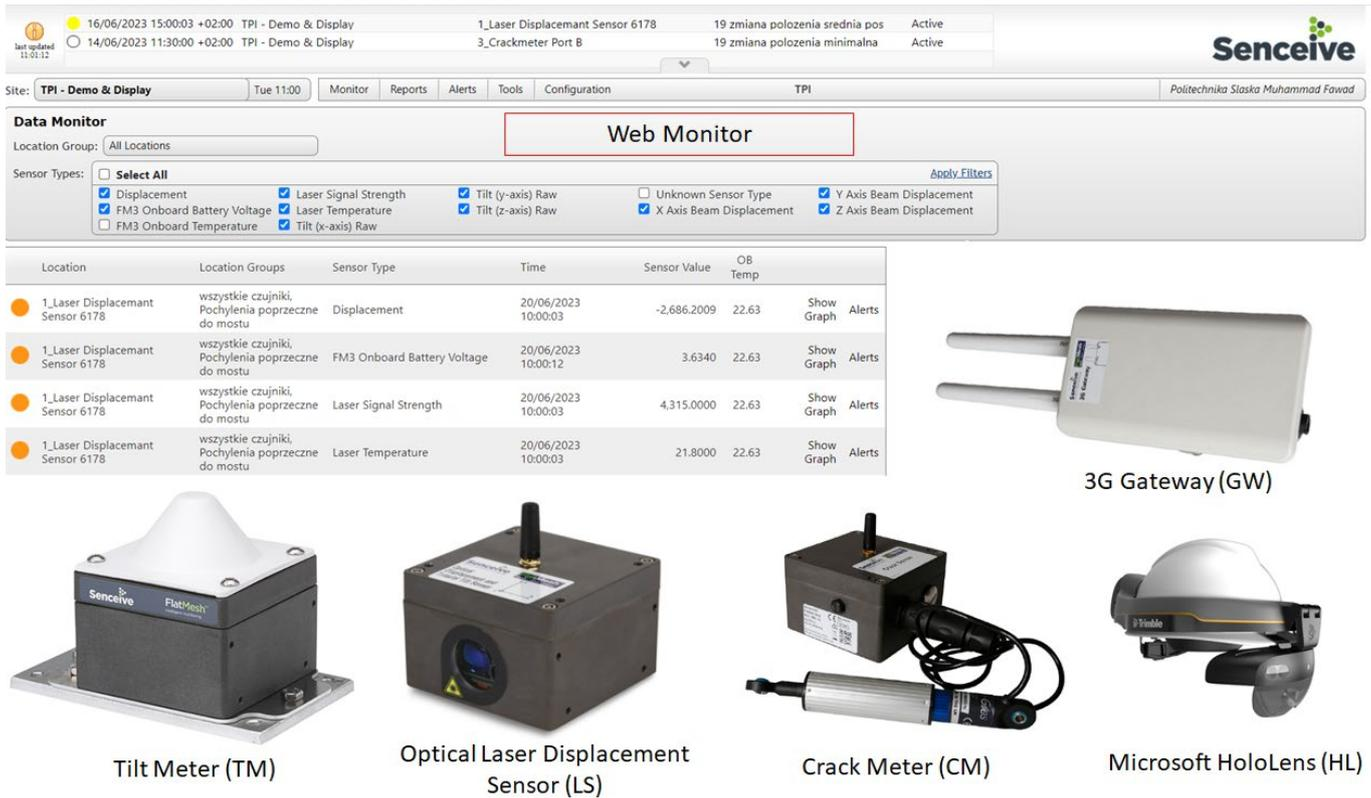 16/06/2023 15:00:03 +02:00 TPI - Demo & Display 1_Laser Displacemant Sensor 6178 19 zmiana polozenia srednia pos Active
14/06/2023 11:30:00 +02:00 TPI - Demo & Display 3_Crackmeter Port B 19 zmiana polozenia minimalna Active
last updated
11:01:12
Senceive
Site: TPI - Demo & Display Tue 11:00 Monitor Reports Alerts Tools Configuration TPI Politechnika Slaska Muhammad Fawad
Data Monitor
Web Monitor
Location Group: All Locations
Sensor Types: Select All Apply Filters
Displacement Laser Signal Strength Tilt (y-axis) Raw Unknown Sensor Type Y Axis Beam Displacement
FM3 Onboard Battery Voltage Laser Temperature Tilt (z-axis) Raw X Axis Beam Displacement Z Axis Beam Displacement
FM3 Onboard Temperature Tilt (x-axis) Raw
Location Location Groups Sensor Type Time Sensor Value OB
Temp
1_Laser Displacemant
Sensor 6178
wszystkie czujniki,
Pochylenia poprzeczne
do mostu
Displacement
20/06/2023
10:00:03
-2,686.2009 22.63
Show
Graph
Alerts
1_Laser Displacemant
Sensor 6178
wszystkie czujniki,
Pochylenia poprzeczne
do mostu
FM3 Onboard Battery Voltage
20/06/2023
10:00:12
3.6340 22.63
Show
Graph
Alerts
1_Laser Displacemant
Sensor 6178
wszystkie czujniki,
Pochylenia poprzeczne
do mostu
Laser Signal Strength
20/06/2023
10:00:03
4,315.0000 22.63
Show
Graph
Alerts
1_Laser Displacemant
Sensor 6178
wszystkie czujniki,
Pochylenia poprzeczne
do mostu
Laser Temperature
20/06/2023
10:00:03
21.8000 22.63
Show
Graph
Alerts
Senceive
3G Gateway
3G Gateway (GW)
Senceive FlatMesh
Tilt Meter (TM)
Senceive
Optical
Displacement and
Optical Laser Displacement
Sensor (LS)
Crack Sensor
Crack Meter (CM)
Trimble
Microsoft HoloLens (HL)